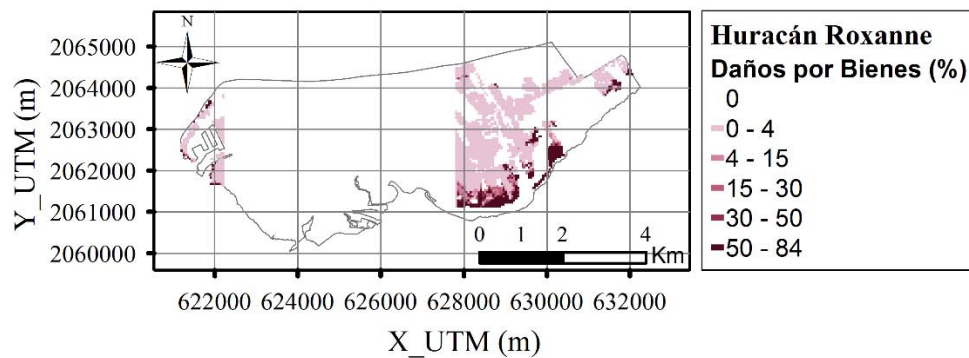 N
2065000
2064000
2063000
2062000
2061000
2060000
Y_UTM (m)
0 1 2 4
Km
622000 624000 626000 628000 630000 632000
X_UTM (m)
Huracán Roxanne
Daños por Bienes (%)
0
0 - 4
4 - 15
15 - 30
30 - 50
50 - 84